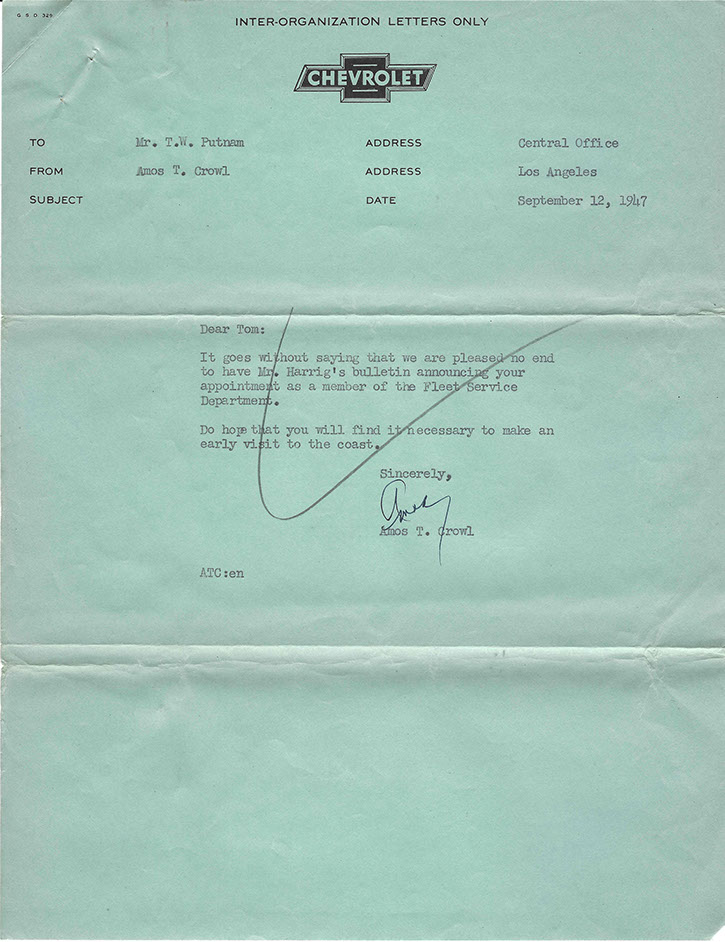 G S D 329
INTER-ORGANIZATION LETTERS ONLY
CHEVROLET
TO Mr. T.W. Putnam ADDRESS Central Office
FROM Amos T. Crowl ADDRESS Los Angeles
SUBJECT DATE September 12, 1947
Dear Tom:
It goes without saying that we are pleased no end
to have Mr. Harrig's bulletin announcing your
appointment as a member of the Fleet Service
Department.
Do hope that you will find it necessary to make an
early visit to the coast.
Sincerely,
Amos
Amos T. Crowl
ATC:en